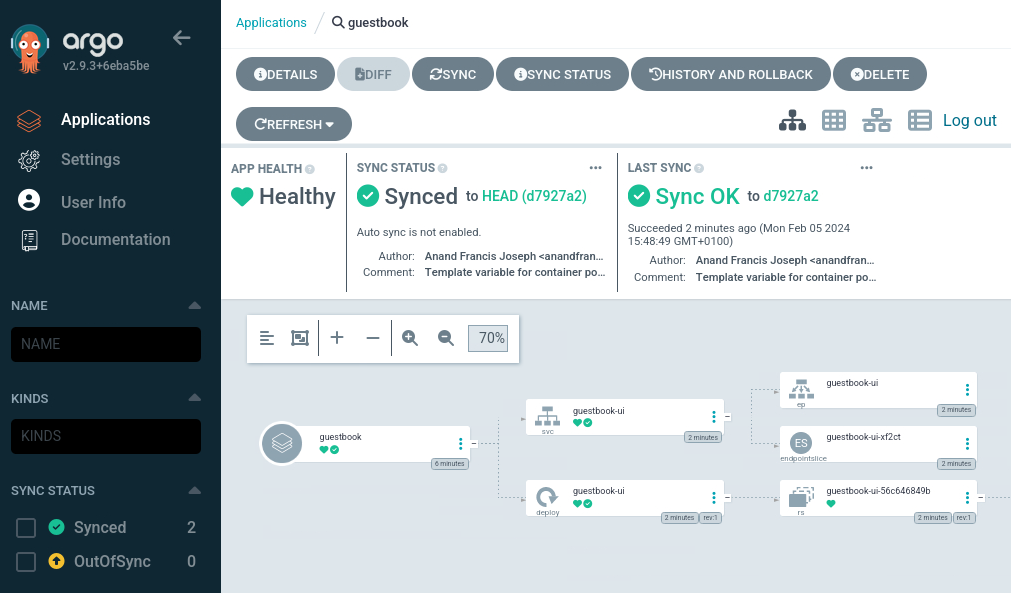 argo
v2.9.3+6eba5be
Applications
Settings
User Info
Documentation
NAME
NAME
KINDS
KINDS
SYNC STATUS
Synced 2
OutOfSync 0
Applications / guestbook
DETAILS DIFF SYNC SYNC STATUS HISTORY AND ROLLBACK DELETE
REFRESH Log out
APP HEALTH
Healthy
SYNC STATUS
Synced to HEAD (d7927a2)
Auto sync is not enabled.
Author: Anand Francis Joseph <anandfran...
Comment: Template variable for container po...
LAST SYNC
Sync OK to d7927a2
Succeeded 2 minutes ago (Mon Feb 05 2024
15:48:49 GMT+0100)
Author: Anand Francis Joseph <anandfran...
Comment: Template variable for container po...
70%
guestbook
6 minutes
guestbook-ui
svc
2 minutes
guestbook-ui
deploy
2 minutes rev:1
guestbook-ui
ep
2 minutes
ES
guestbook-ui-xf2ct
endpointslice
2 minutes
guestbook-ui-56c646849b
rs
2 minutes rev:1